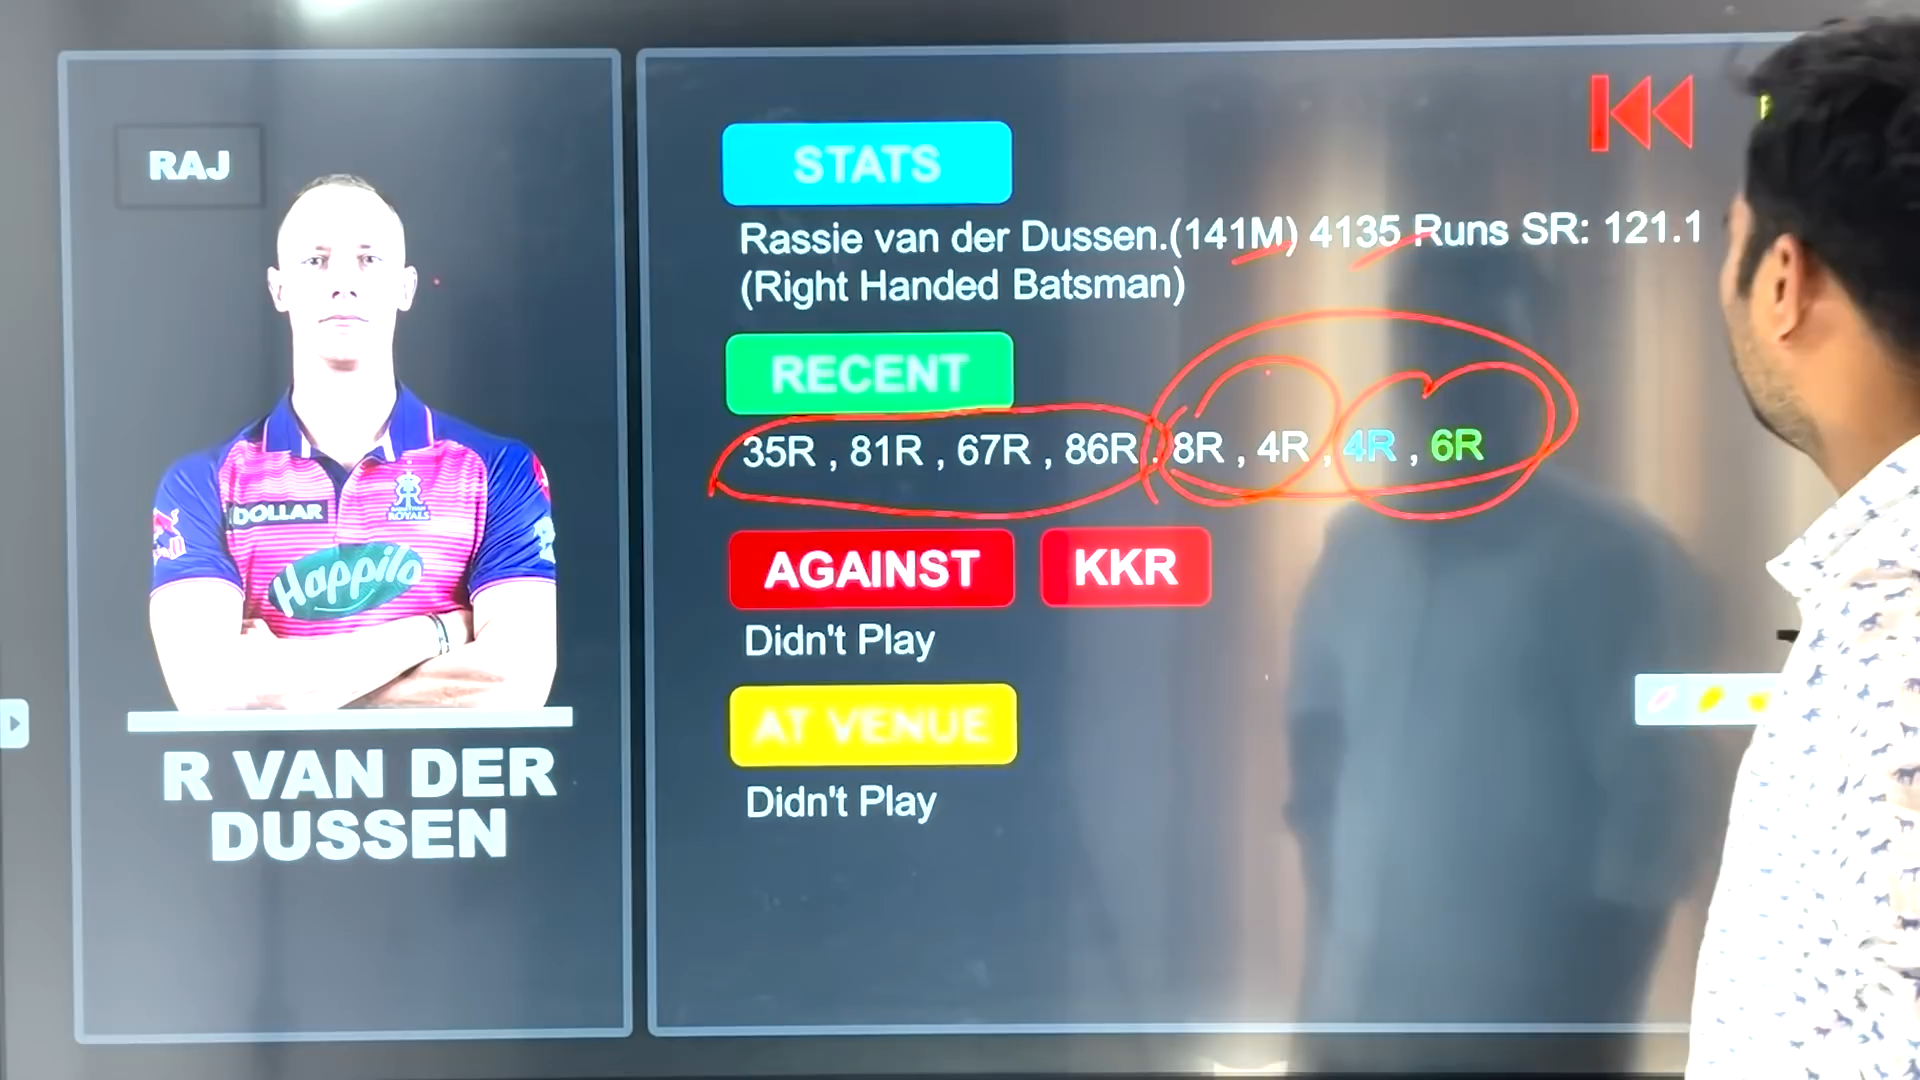 RAJ
DOLLAR
ROYALS
Happilo
R VAN DER
DUSSEN
STATS
Rassie van der Dussen.(141M) 4135 Runs SR: 121.1
(Right Handed Batsman)
RECENT
35R , 81R , 67R , 86R , 8R , 4R , 4R , 6R
AGAINST KKR
Didn't Play
AT VENUE
Didn't Play